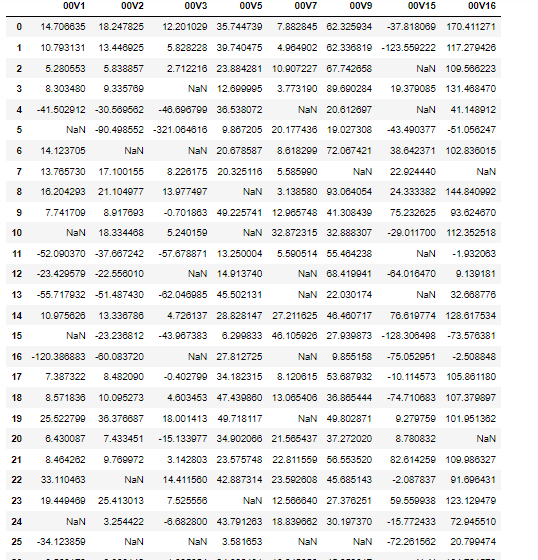 00V1 00V2 00V3 00V5 00V7 00V9 00V15 00V16
0 14.706635 18.247825 12.201029 35.744739 7.882845 62.325934 -37.818069 170.411271
1 10.793131 13.446925 5.828228 39.740475 4.964902 62.336819 -123.559222 117.279426
2 5.280553 5.838857 2.712216 23.884281 10.907227 67.742658 NaN 109.566223
3 8.303480 9.335769 NaN 12.699995 3.773190 89.690284 19.379085 131.468470
4 -41.502912 -30.569562 -46.696799 36.538072 NaN 20.612697 NaN 41.148912
5 NaN -90.498552 -321.064616 9.867205 20.177436 19.027308 -43.490377 -51.056247
6 14.123705 NaN NaN 20.678587 8.618299 72.067421 38.642371 102.836015
7 13.765730 17.100155 8.226175 20.325116 5.585990 NaN 22.924440 NaN
8 16.204293 21.104977 13.977497 NaN 3.138580 93.064054 24.333382 144.840992
9 7.741709 8.917693 -0.701863 49.225741 12.965748 41.308439 75.232625 93.624670
10 NaN 18.334468 5.240159 NaN 32.872315 32.888307 -29.011700 112.352518
11 -52.090370 -37.667242 -57.678871 13.250004 5.590514 55.464238 NaN -1.932063
12 -23.429579 -22.556010 NaN 14.913740 NaN 68.419941 -64.016470 9.139181
13 -55.717932 -51.487430 -62.046985 45.502131 NaN 22.030174 NaN 32.668776
14 10.975626 13.336786 4.726137 28.828147 27.211625 46.460717 76.619774 128.617534
15 NaN -23.236812 -43.967383 6.299833 46.105926 27.939873 -128.306498 -73.576381
16 -120.386883 -60.083720 NaN 27.812725 NaN 9.855158 -75.052951 -2.508848
17 7.387322 8.482090 -0.402799 34.182315 8.120615 53.687932 -10.114573 105.861180
18 8.571836 10.095273 4.603453 47.439860 13.065406 36.865444 -74.710683 107.379897
19 25.522799 36.376687 18.001413 49.718117 NaN 49.802871 9.279759 101.951362
20 6.430087 7.433451 -15.133977 34.902066 21.565437 37.272020 8.780832 NaN
21 8.464262 9.769972 3.142803 23.575748 22.811559 56.553520 82.614259 109.986327
22 33.110463 NaN 14.411560 42.887314 23.592608 45.685143 -2.087837 91.696431
23 19.449469 25.413013 7.525556 NaN 12.566640 27.376251 59.559938 123.129479
24 NaN 3.254422 -6.682800 43.791263 18.839662 30.197370 -15.772433 72.945510
25 -34.123859 NaN NaN 3.581653 NaN NaN -72.261562 20.799474